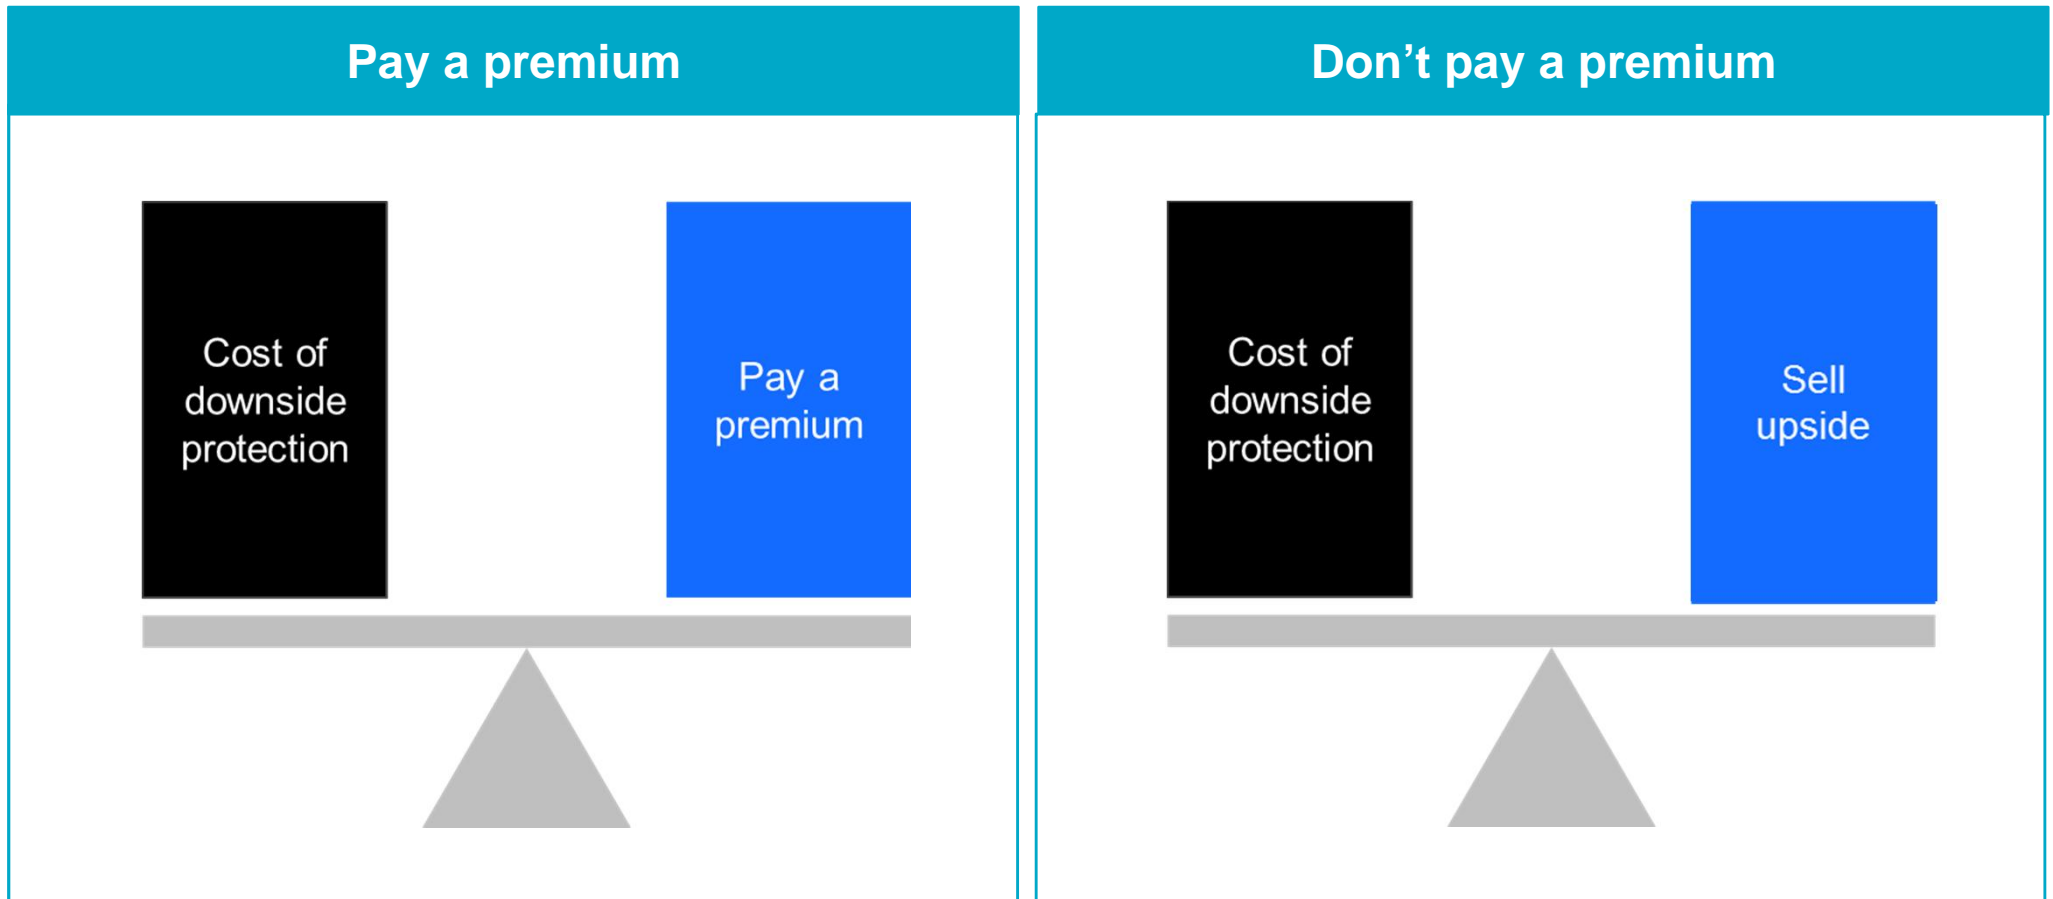 Pay a premium
Don’t pay a premium
Cost of
downside
protection
Pay a
premium
Cost of
downside
protection
Sell
upside